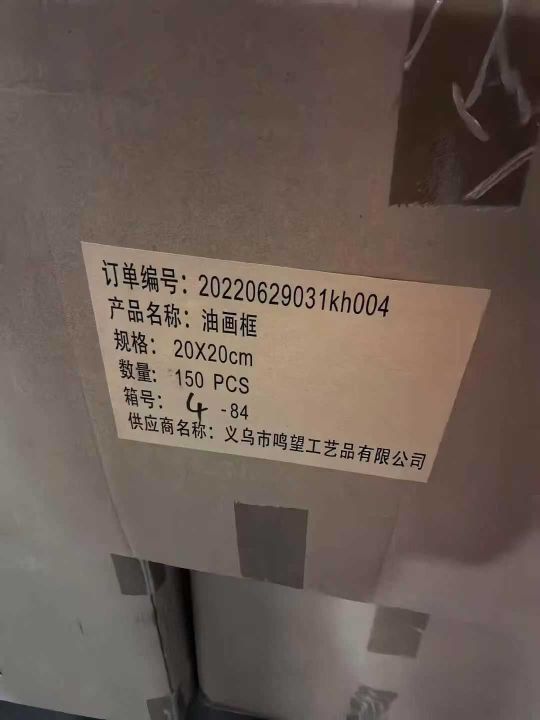 订单编号：20220629031kh004
产品名称：油画框
规格：20X20cm
数量：150 PCS
箱号：4 -84
供应商名称：义乌市鸣望工艺品有限公司